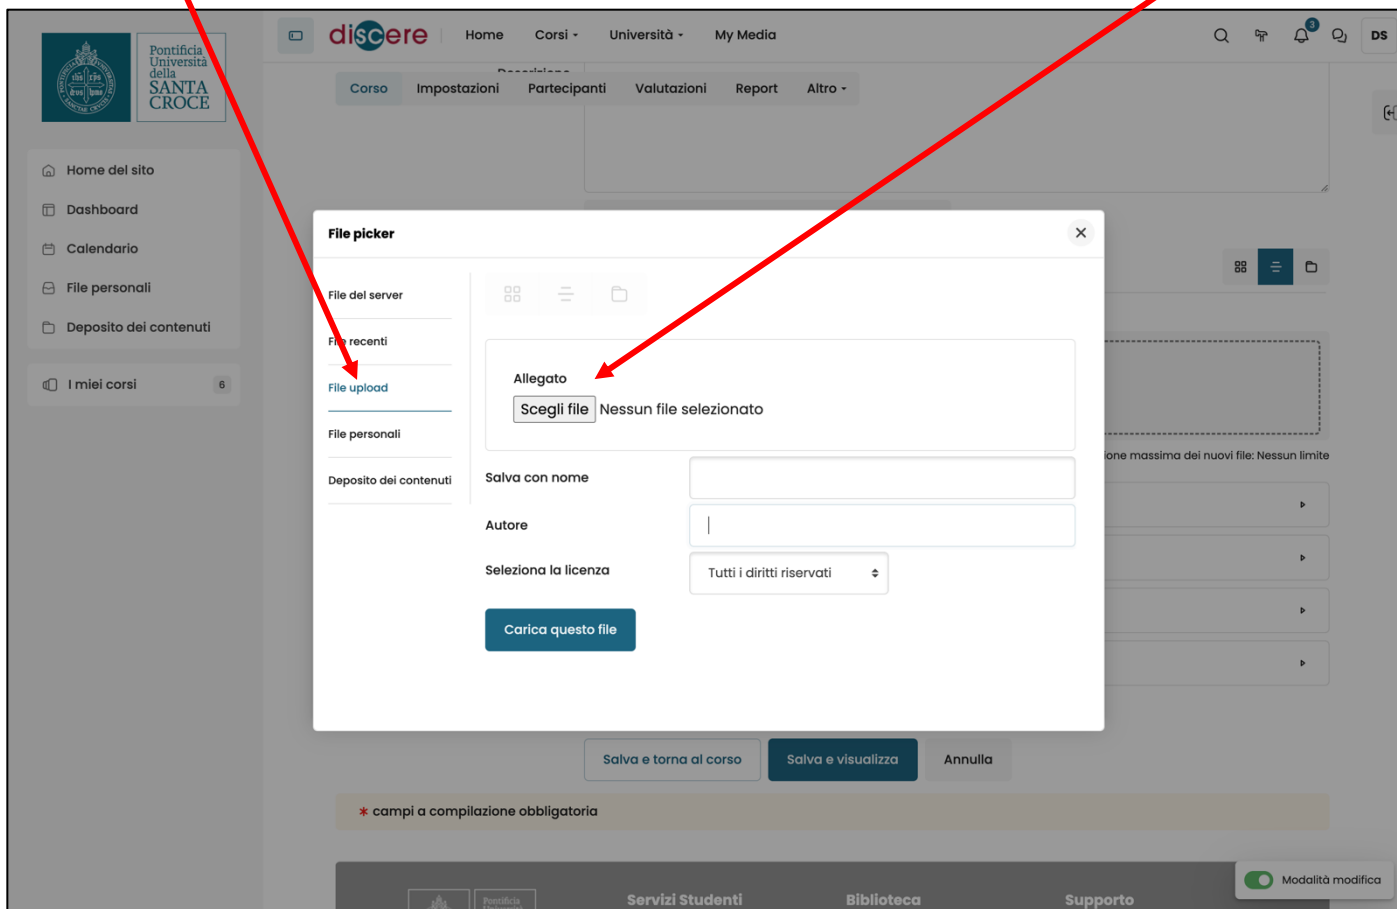 Pontificia
Università
della
SANTA
CROCE
discere
Home
Corsi
Università
My Media
3
DS
Descrizione
Corso
Impostazioni
Partecipanti
Valutazioni
Report
Altro
Home del sito
Dashboard
Calendario
File personali
Deposito dei contenuti
I miei corsi
6
File picker
File del server
File recenti
File upload
File personali
Deposito dei contenuti
Allegato
Scegli file Nessun file selezionato
Salva con nome
Autore
Seleziona la licenza
Tutti i diritti riservati
Carica questo file
ione massima dei nuovi file: Nessun limite
Salva e torna al corso
Salva e visualizza
Annulla
* campi a compilazione obbligatoria
Pontificia
Servizi Studenti
Biblioteca
Supporto
Modalità modifica